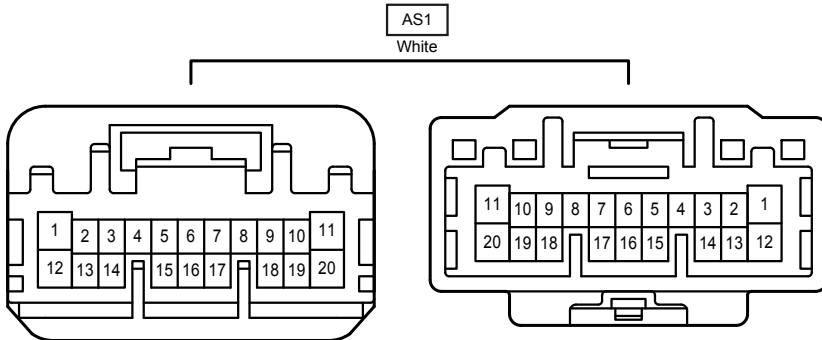 AS1
White
1 2 3 4 5 6 7 8 9 10 11
12 13 14 15 16 17 18 19 20
11 10 9 8 7 6 5 4 3 2 1
20 19 18 17 16 15 14 13 12